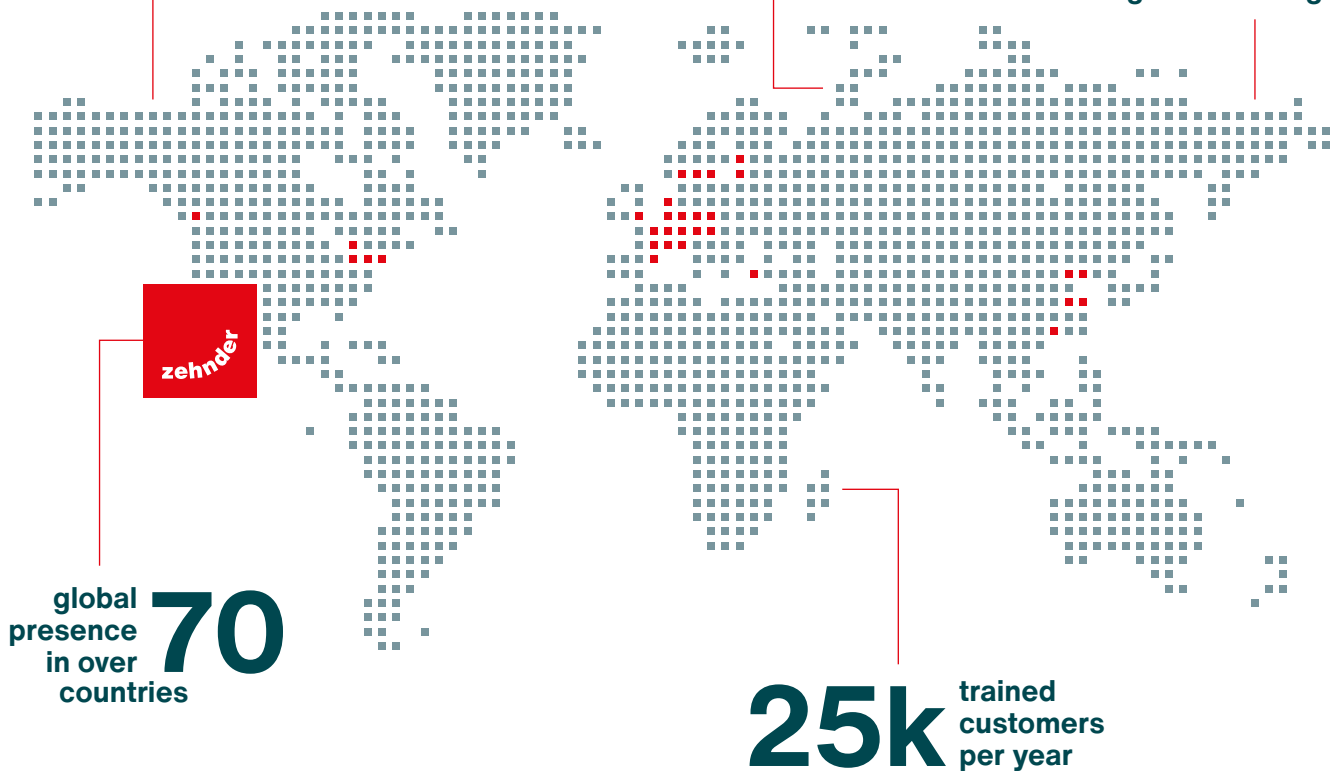 zehnder
global
presence
in over
countries
70
25k
trained
customers
per year